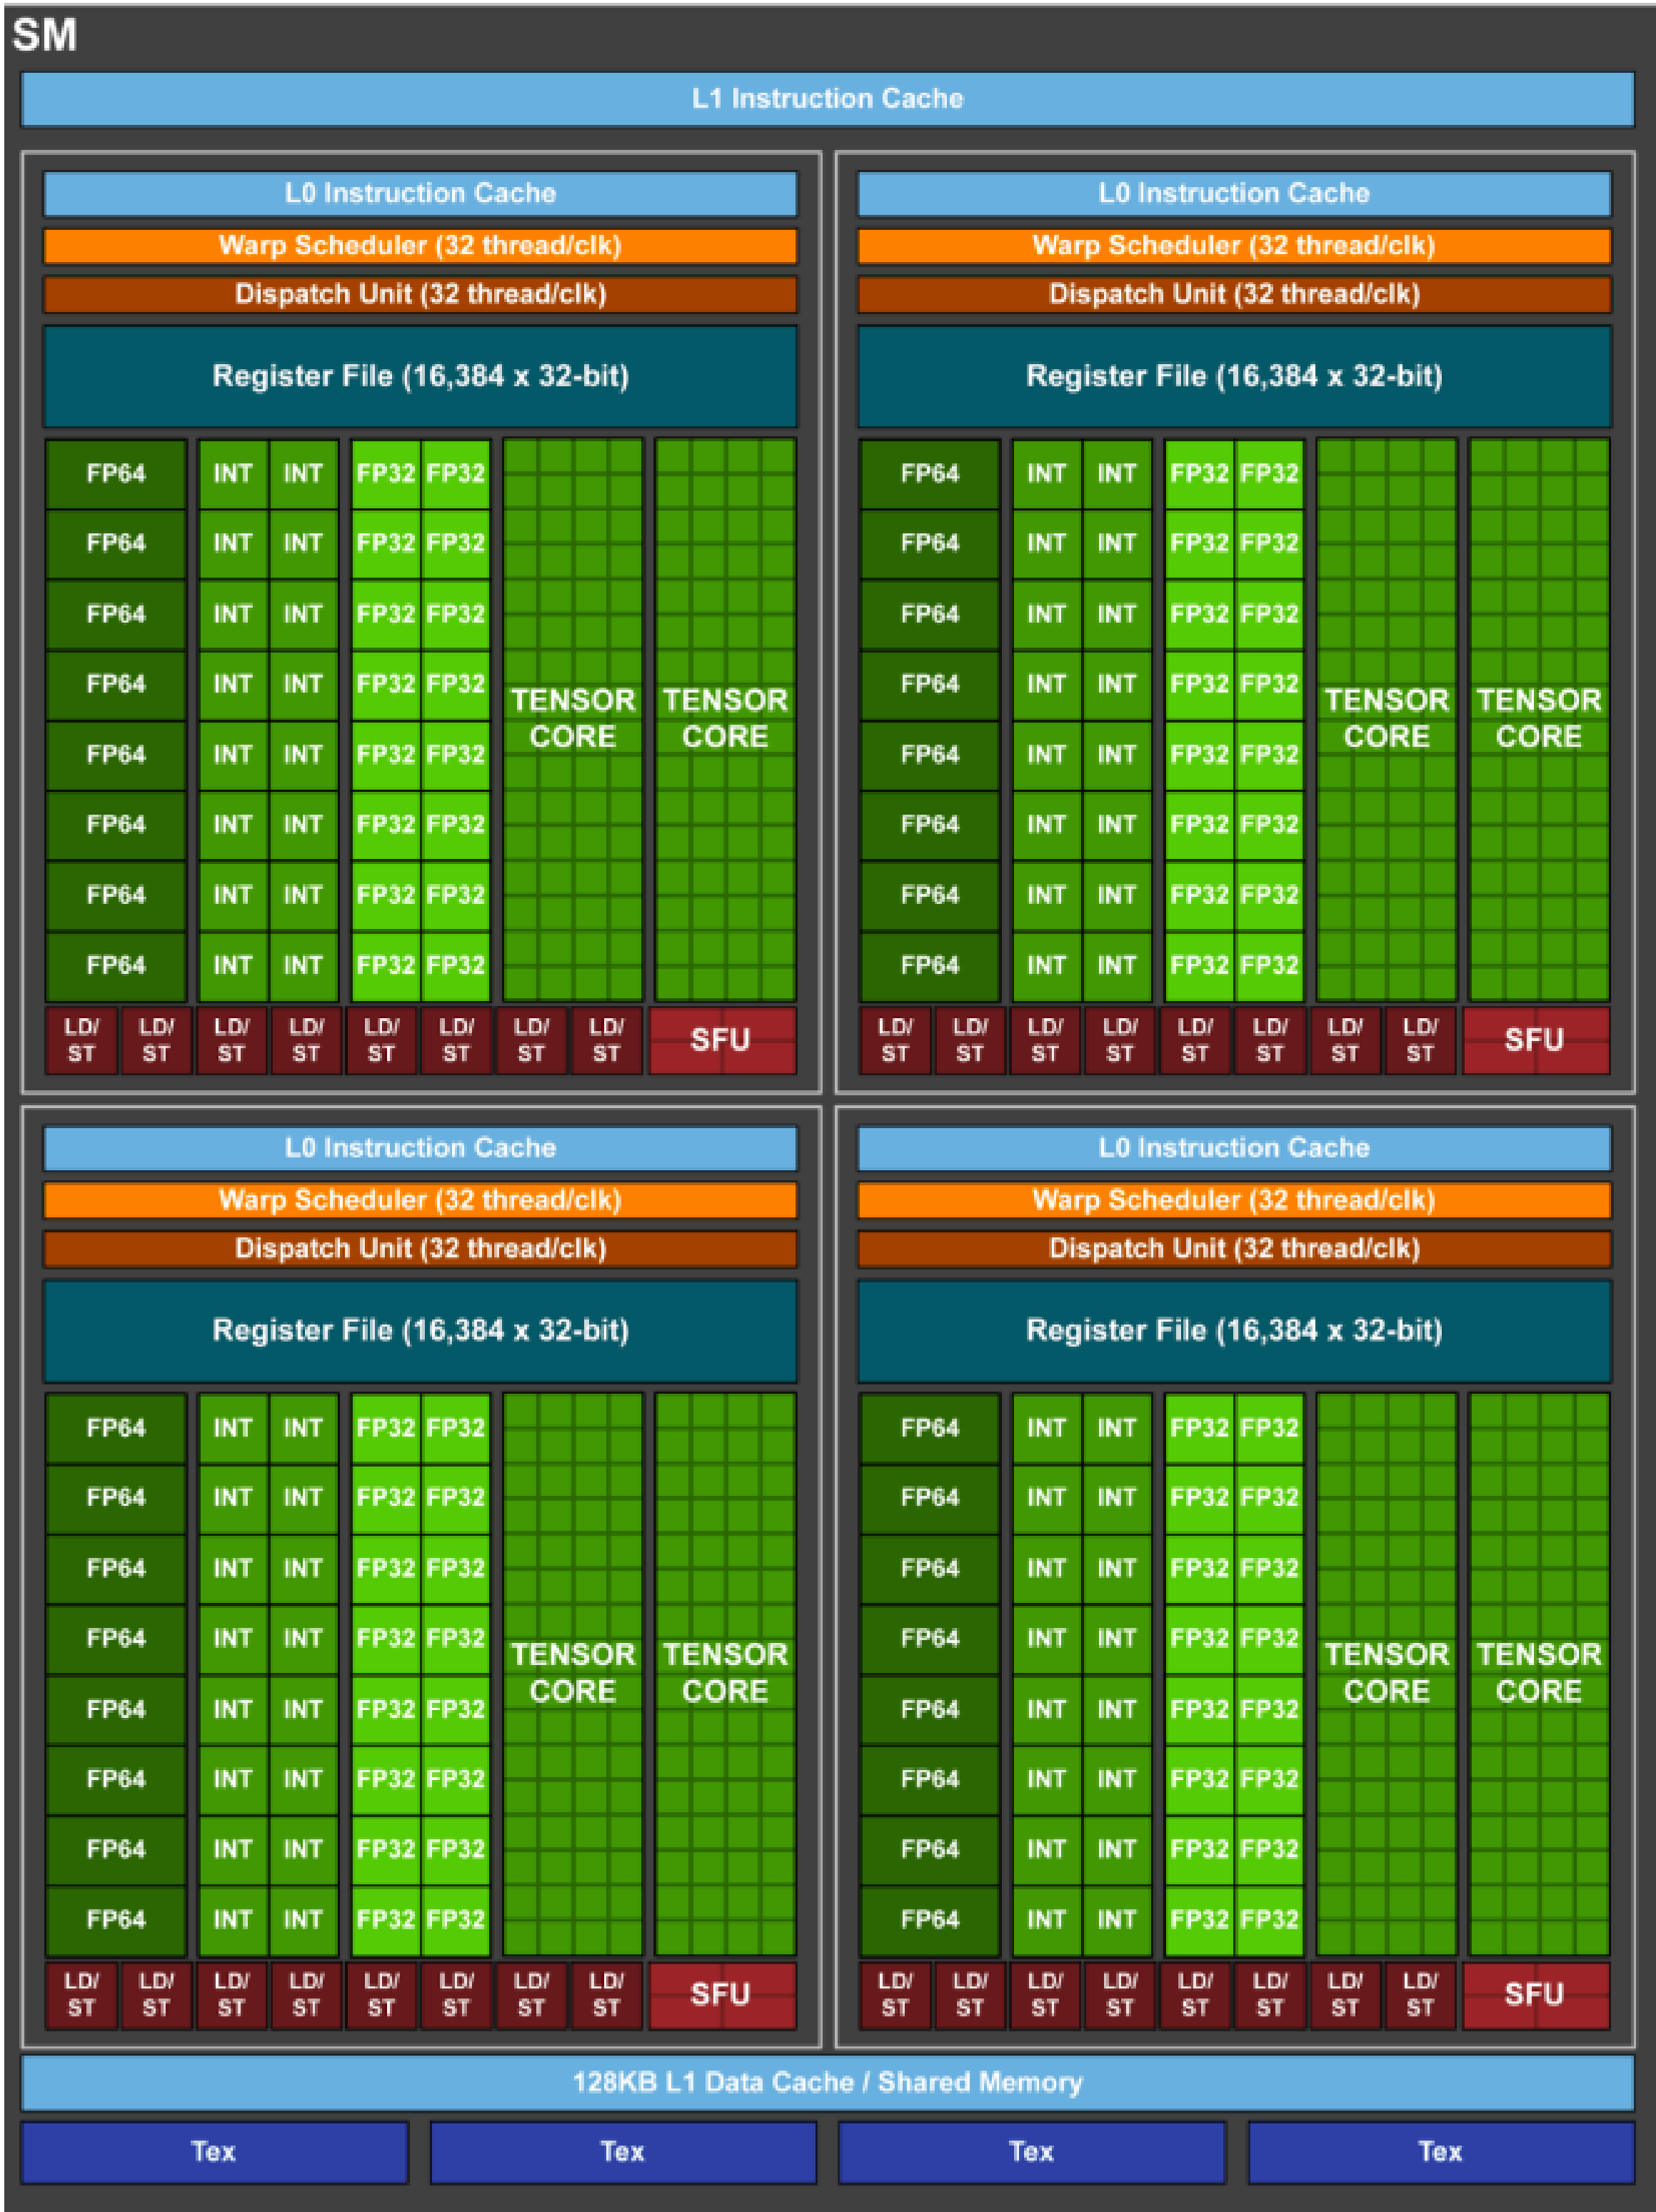 SM
L1 Instruction Cache
L0 Instruction Cache
Warp Scheduler (32 thread/clk)
Dispatch Unit (32 thread/clk)
Register File (16,384 x 32-bit)
FP64 INT INT FP32 FP32
FP64 INT INT FP32 FP32
FP64 INT INT FP32 FP32
FP64 INT INT FP32 FP32
TENSOR CORE TENSOR CORE
FP64 INT INT FP32 FP32
FP64 INT INT FP32 FP32
FP64 INT INT FP32 FP32
FP64 INT INT FP32 FP32
LD/ST LD/ST LD/ST LD/ST LD/ST LD/ST LD/ST LD/ST SFU
L0 Instruction Cache
Warp Scheduler (32 thread/clk)
Dispatch Unit (32 thread/clk)
Register File (16,384 x 32-bit)
FP64 INT INT FP32 FP32
FP64 INT INT FP32 FP32
FP64 INT INT FP32 FP32
FP64 INT INT FP32 FP32
TENSOR CORE TENSOR CORE
FP64 INT INT FP32 FP32
FP64 INT INT FP32 FP32
FP64 INT INT FP32 FP32
FP64 INT INT FP32 FP32
LD/ST LD/ST LD/ST LD/ST LD/ST LD/ST LD/ST LD/ST SFU
L0 Instruction Cache
Warp Scheduler (32 thread/clk)
Dispatch Unit (32 thread/clk)
Register File (16,384 x 32-bit)
FP64 INT INT FP32 FP32
FP64 INT INT FP32 FP32
FP64 INT INT FP32 FP32
FP64 INT INT FP32 FP32
TENSOR CORE TENSOR CORE
FP64 INT INT FP32 FP32
FP64 INT INT FP32 FP32
FP64 INT INT FP32 FP32
FP64 INT INT FP32 FP32
LD/ST LD/ST LD/ST LD/ST LD/ST LD/ST LD/ST LD/ST SFU
L0 Instruction Cache
Warp Scheduler (32 thread/clk)
Dispatch Unit (32 thread/clk)
Register File (16,384 x 32-bit)
FP64 INT INT FP32 FP32
FP64 INT INT FP32 FP32
FP64 INT INT FP32 FP32
FP64 INT INT FP32 FP32
TENSOR CORE TENSOR CORE
FP64 INT INT FP32 FP32
FP64 INT INT FP32 FP32
FP64 INT INT FP32 FP32
FP64 INT INT FP32 FP32
LD/ST LD/ST LD/ST LD/ST LD/ST LD/ST LD/ST LD/ST SFU
128KB L1 Data Cache / Shared Memory
Tex Tex Tex Tex